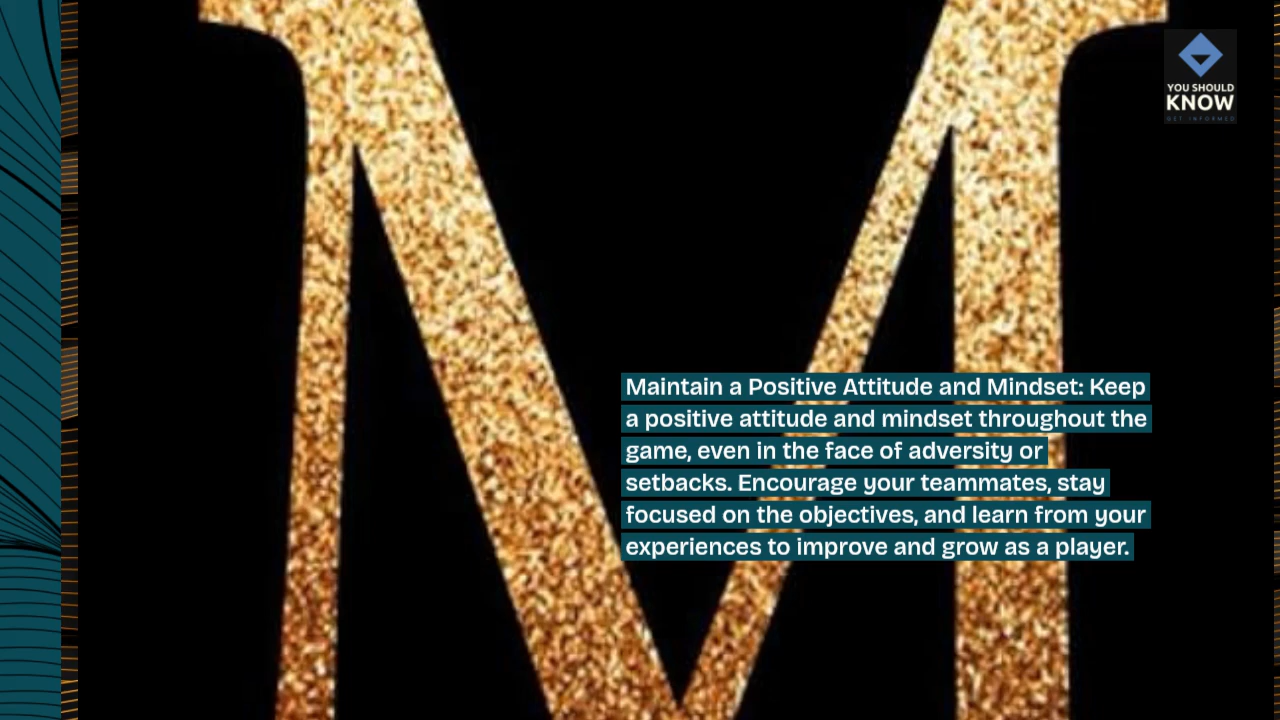 M
YOU SHOULD
KNOW
GET INFORMED
Maintain a Positive Attitude and Mindset: Keep
a positive attitude and mindset throughout the
game, even in the face of adversity or
setbacks. Encourage your teammates, stay
focused on the objectives, and learn from your
experiences to improve and grow as a player.